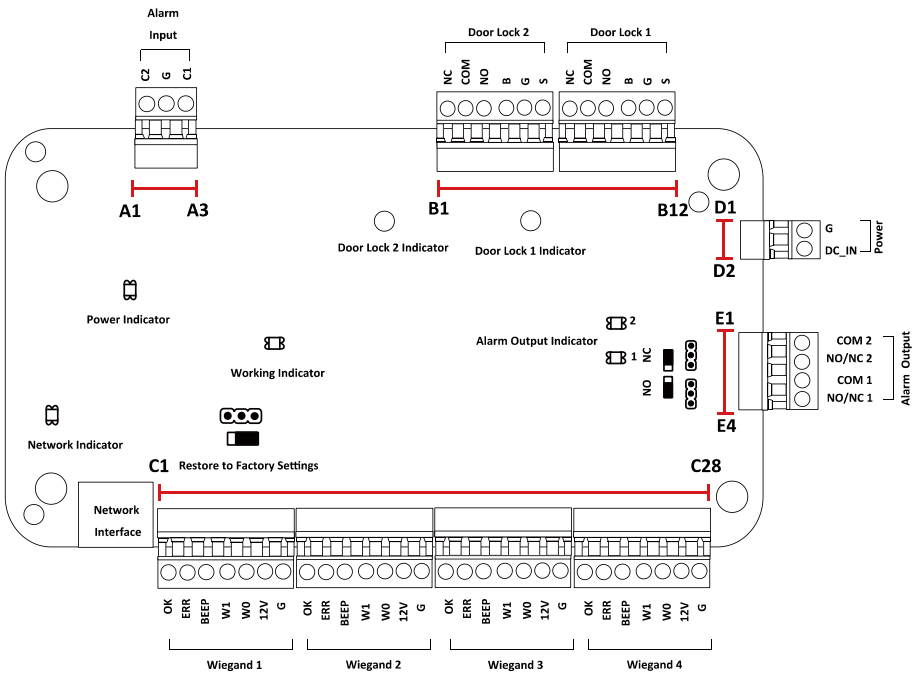 Alarm
Input
C2
G
C1
Door Lock 2
Door Lock 1
NC
COM
NO
B
G
S
NC
COM
NO
B
G
S
A1
A3
B1
B12
D1
G
DC_IN
Power
D2
Door Lock 2 Indicator
Door Lock 1 Indicator
Power Indicator
E1
2
Alarm Output Indicator
1
NC
NO
COM 2
NO/NC 2
COM 1
NO/NC 1
Alarm Output
Working Indicator
E4
Network Indicator
Restore to Factory Settings
C1
C28
Network
Interface
OK
ERR
BEEP
W1
W0
12V
G
OK
ERR
BEEP
W1
W0
12V
G
OK
ERR
BEEP
W1
W0
12V
G
OK
ERR
BEEP
W1
W0
12V
G
Wiegand 1
Wiegand 2
Wiegand 3
Wiegand 4